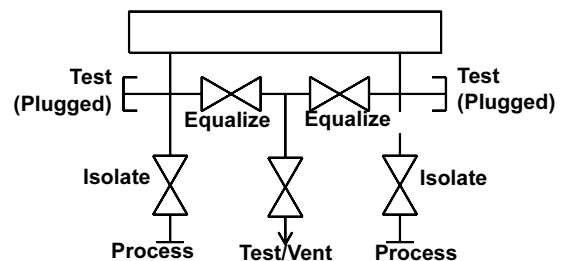 Test
(Plugged)
Test
(Plugged)
Equalize
Equalize
Isolate
Isolate
Process
Test/Vent
Process